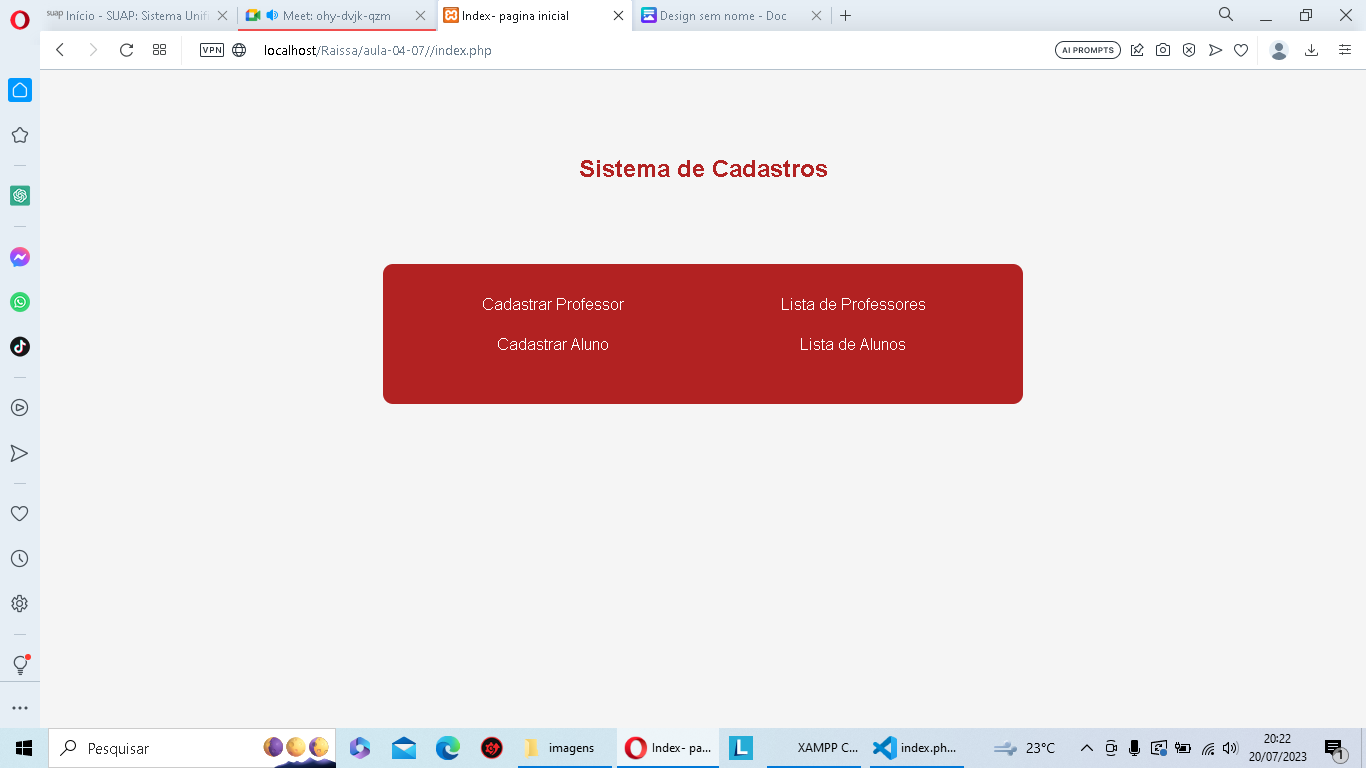 suap Início - SUAP: Sistema Unifi
Meet: ohy-dvjk-qzm
Index- pagina inicial
Design sem nome - Doc
VPN
localhost/Raissa/aula-04-07//index.php
AI PROMPTS
Sistema de Cadastros
Cadastrar Professor
Lista de Professores
Cadastrar Aluno
Lista de Alunos
Pesquisar
imagens
Index- pa...
L
XAMPP C...
index.ph...
23°C
20:22
20/07/2023
1